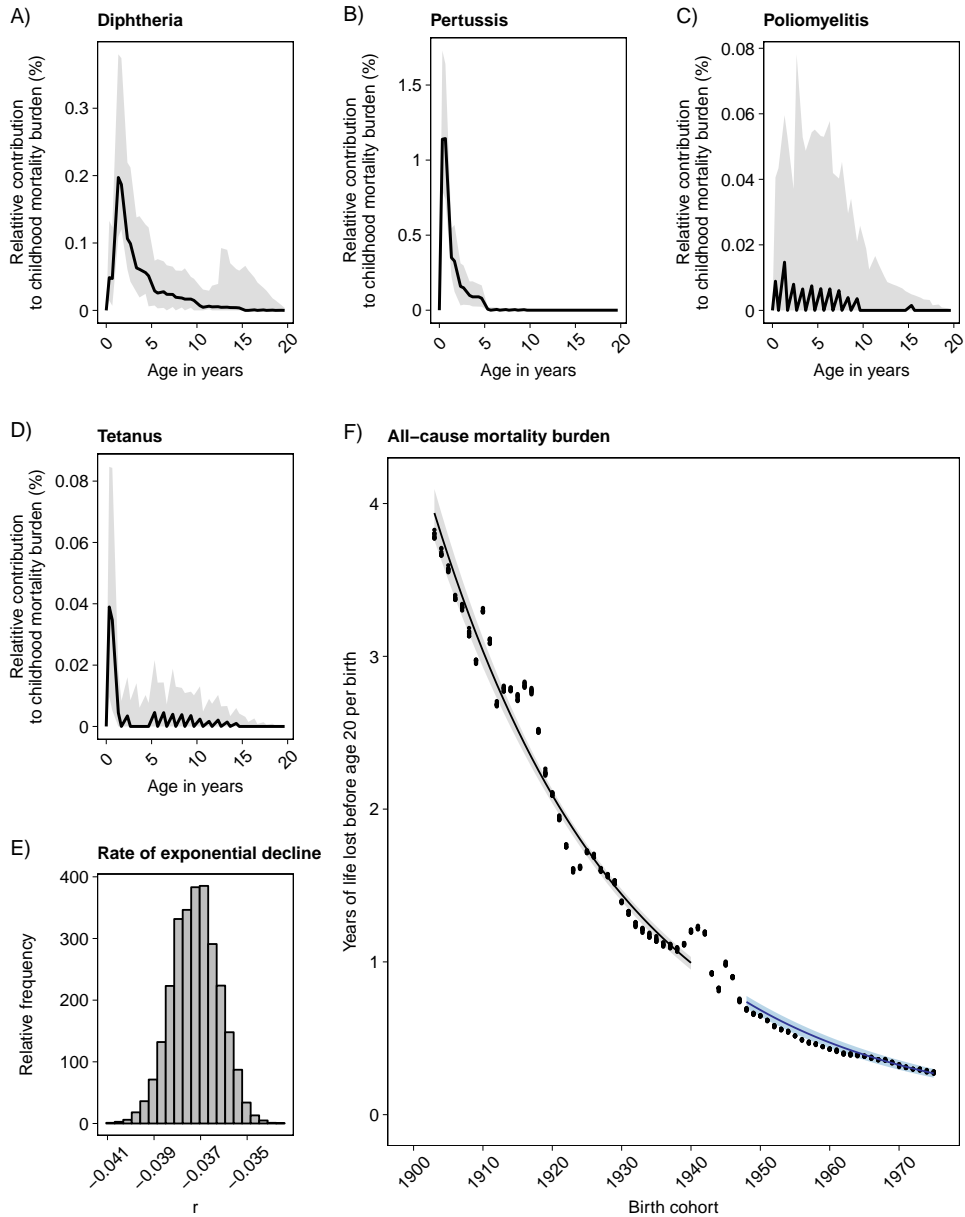 A)
Diphtheria
Relatitive contribution
to childhood mortality burden (%)
0.3
0.2
0.1
0
0
5
10
15
20
Age in years
B)
Pertussis
Relatitive contribution
to childhood mortality burden (%)
1.5
1
0.5
0
0
5
10
15
20
Age in years
C)
Poliomyelitis
Relatitive contribution
to childhood mortality burden (%)
0.08
0.06
0.04
0.02
0
0
5
10
15
20
Age in years
D)
Tetanus
Relatitive contribution
to childhood mortality burden (%)
0.08
0.06
0.04
0.02
0
0
5
10
15
20
Age in years
E)
Rate of exponential decline
Relative frequency
400
300
200
100
0
−0.041
−0.039
−0.037
−0.035
r
F)
All−cause mortality burden
Years of life lost before age 20 per birth
4
3
2
1
0
1900
1910
1920
1930
1940
1950
1960
1970
Birth cohort